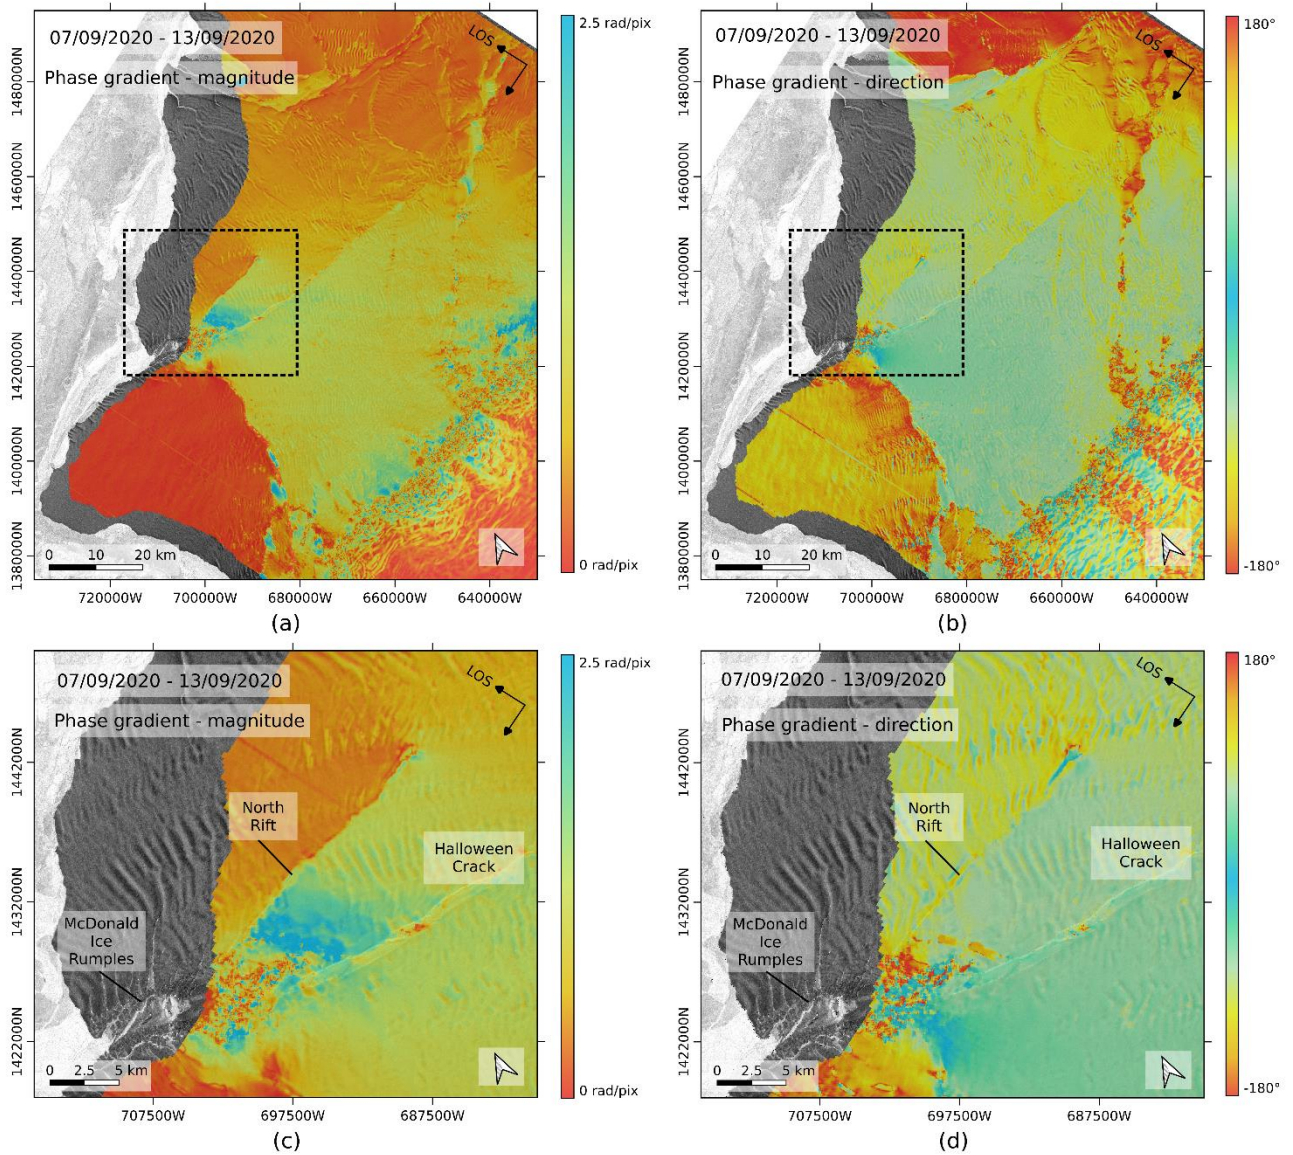 07/09/2020 - 13/09/2020
Phase gradient - magnitude
LOS
2.5 rad/pix
0 rad/pix
1480000N
1460000N
1440000N
1420000N
1400000N
1380000N
0 10 20 km
720000W 700000W 680000W 660000W 640000W
(a)
07/09/2020 - 13/09/2020
Phase gradient - direction
LOS
180°
-180°
1480000N
1460000N
1440000N
1420000N
1400000N
1380000N
0 10 20 km
720000W 700000W 680000W 660000W 640000W
(b)
07/09/2020 - 13/09/2020
Phase gradient - magnitude
LOS
2.5 rad/pix
0 rad/pix
1442000N
1432000N
1422000N
North
Rift
Halloween
Crack
McDonald
Ice
Rumples
0 2.5 5 km
707500W 697500W 687500W
(c)
07/09/2020 - 13/09/2020
Phase gradient - direction
LOS
180°
-180°
1442000N
1432000N
1422000N
North
Rift
Halloween
Crack
McDonald
Ice
Rumples
0 2.5 5 km
707500W 697500W 687500W
(d)